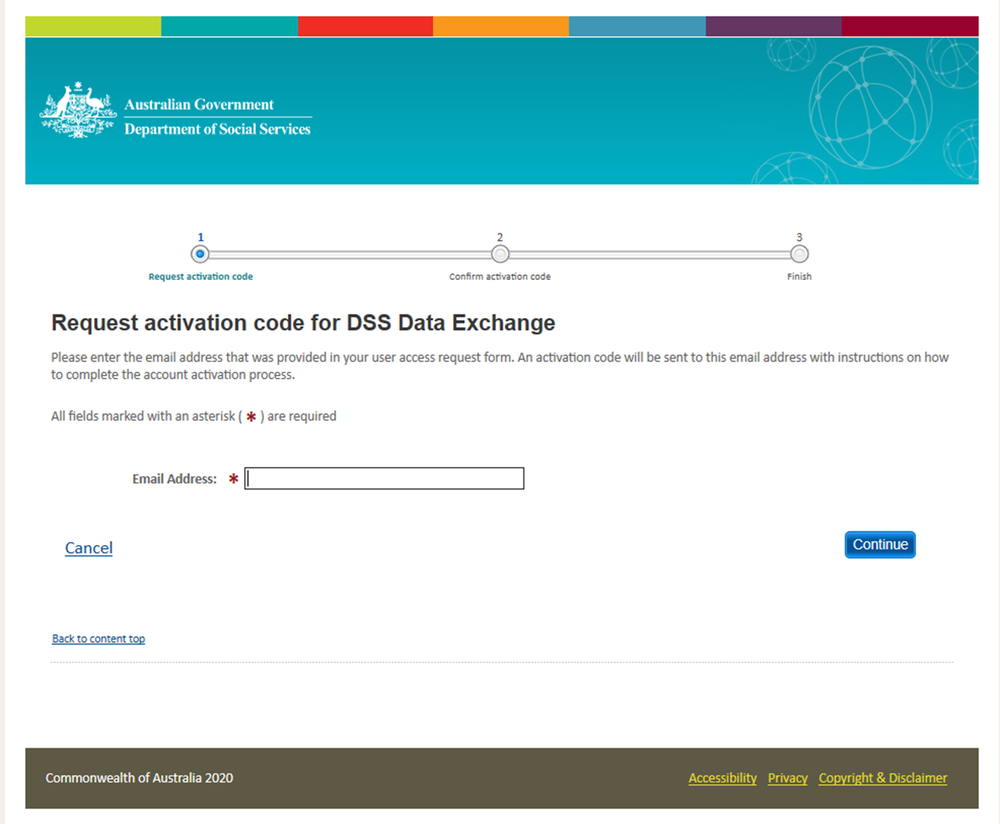 Australian Government
Department of Social Services
1
2
3
Request activation code
Confirm activation code
Finish
Request activation code for DSS Data Exchange
Please enter the email address that was provided in your user access request form. An activation code will be sent to this email address with instructions on how
to complete the account activation process.
All fields marked with an asterisk ( * ) are required
Email Address: *
Cancel
Continue
Back to content top
Commonwealth of Australia 2020
Accessibility Privacy Copyright & Disclaimer